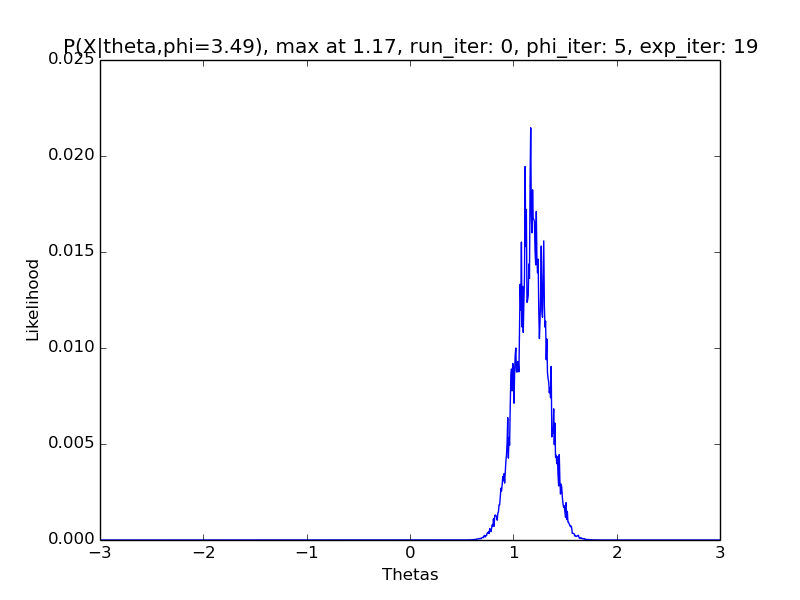 P(X|theta,phi=3.49), max at 1.17, run_iter: 0, phi_iter: 5, exp_iter: 19
0.025
0.020
0.015
0.010
0.005
0.000
Likelihood
−3 −2 −1 0 1 2 3
Thetas